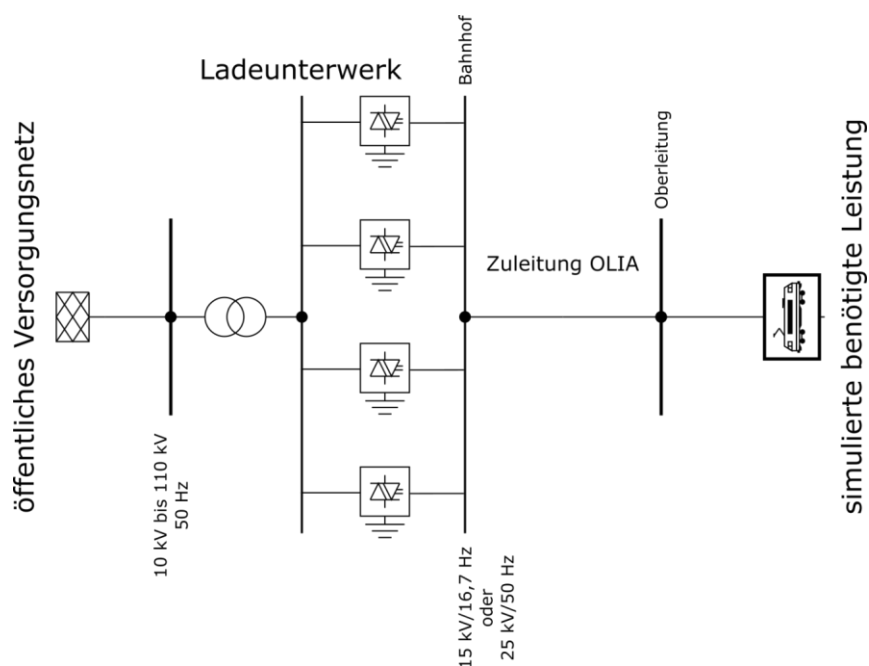 öffentliches Versorgungsnetz
10 kV bis 110 kV
50 Hz
Ladeunterwerk
Bahnhof
15 kV/16,7 Hz
oder
25 kV/50 Hz
Zuleitung OLIA
Oberleitung
simulierte benötigte Leistung